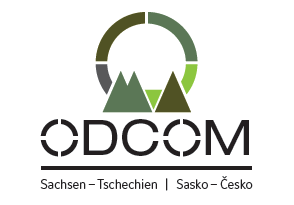 ODCOM
Sachsen – Tschechien | Sasko – Česko